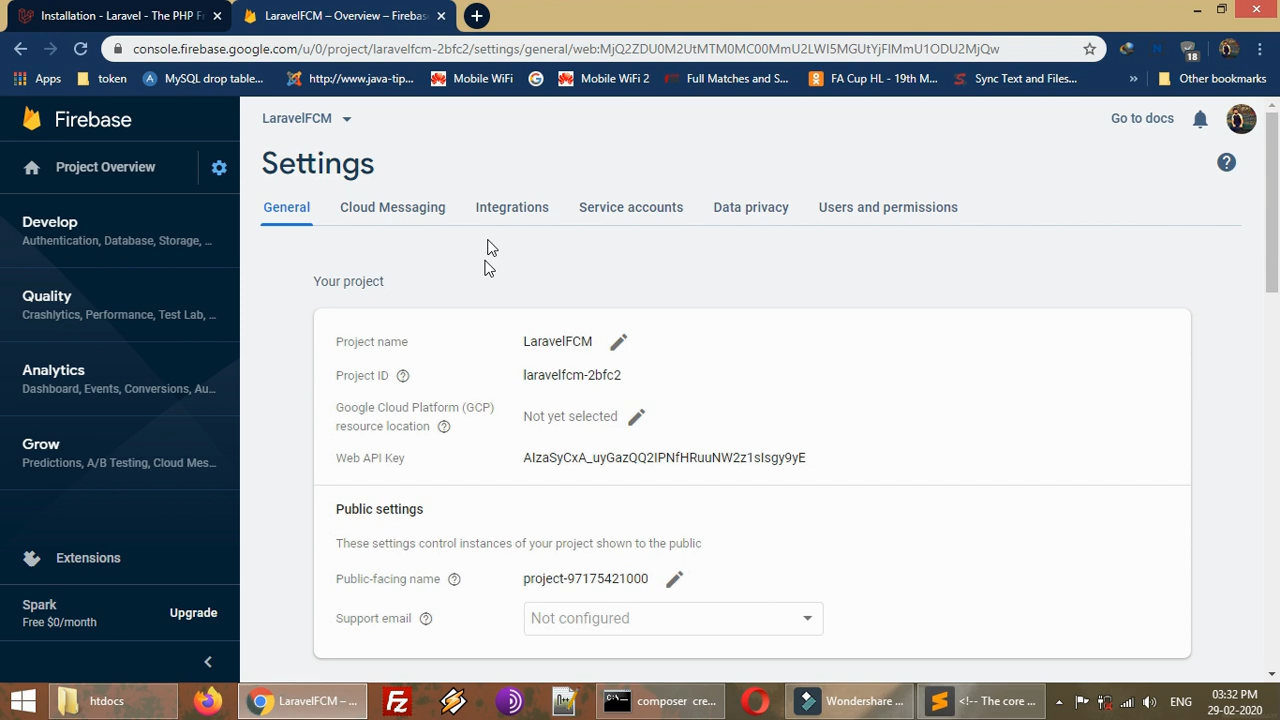 Installation - Laravel - The PHP Fr
LaravelFCM – Overview – Firebase
console.firebase.google.com/u/0/project/laravelfcm-2bfc2/settings/general/web:MjQ2ZDU0M2UtMTM0MC00MmU2LWI5MGUtYjFlMmU1ODU2MjQw
18
Apps
token
MySQL drop table...
http://www.java-tip...
Mobile WiFi
Mobile WiFi 2
Full Matches and S...
FA Cup HL - 19th M...
Sync Text and Files...
»
Other bookmarks
Firebase
LaravelFCM
Go to docs
Project Overview
Settings
General
Cloud Messaging
Integrations
Service accounts
Data privacy
Users and permissions
Develop
Authentication, Database, Storage, ...
Quality
Crashlytics, Performance, Test Lab, ...
Analytics
Dashboard, Events, Conversions, Au...
Grow
Predictions, A/B Testing, Cloud Mes...
Extensions
Spark
Free $0/month
Upgrade
Your project
Project name
LaravelFCM
Project ID
laravelfcm-2bfc2
Google Cloud Platform (GCP)
resource location
Not yet selected
Web API Key
AIzaSyCxA_uyGazQQ2IPNfHRuuNW2z1sIsgy9yE
Public settings
These settings control instances of your project shown to the public
Public-facing name
project-97175421000
Support email
Not configured
htdocs
LaravelFCM – ...
composer cre...
Wondershare ...
<!-- The core ...
ENG
03:32 PM
29-02-2020